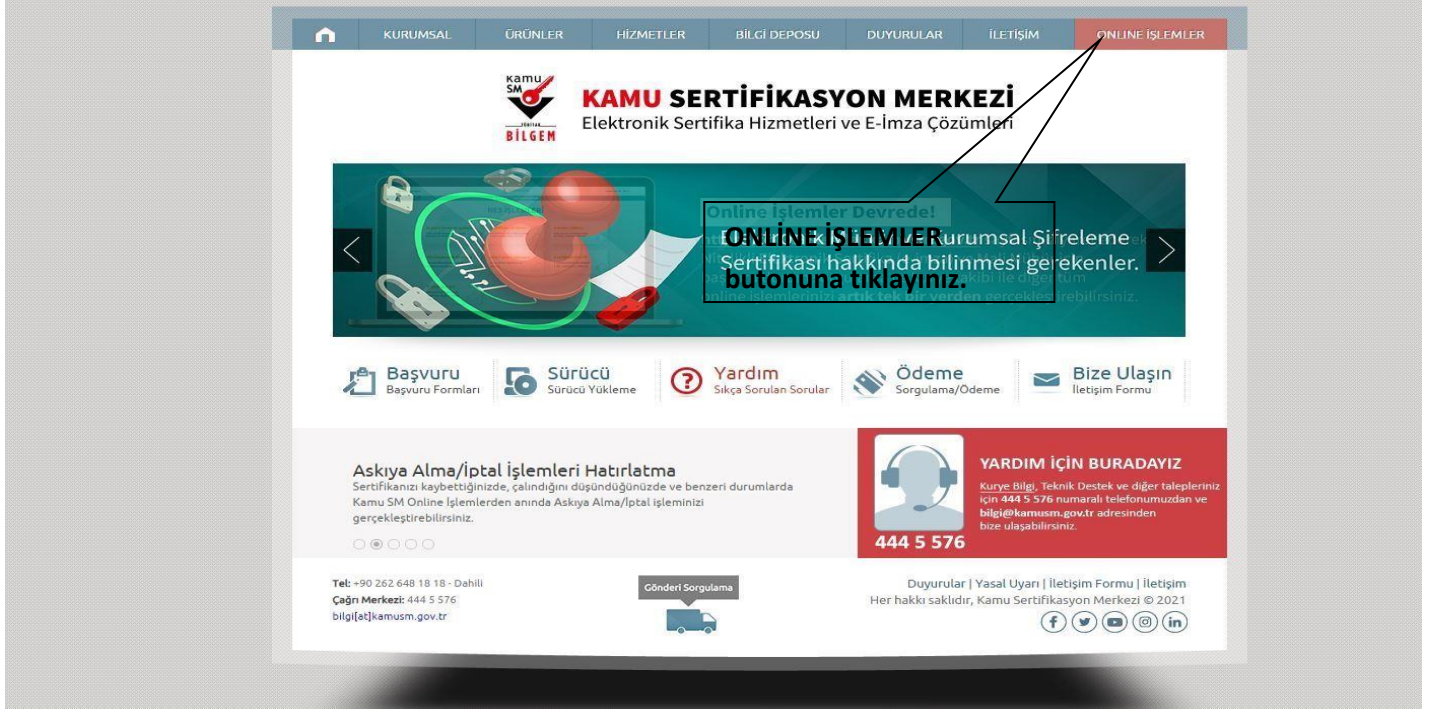 KURUMSAL ÜRÜNLER HİZMETLER BİLGİ DEPOSU DUYURULAR İLETİŞİM ONLINE İŞLEMLER
Kamu
SM
BİLGEM
KAMU SERTİFİKASYON MERKEZİ
Elektronik Sertifika Hizmetleri ve E-İmza Çözümleri
Online İşlemler Devrede!
Kurumsal Şifreleme
Sertifikası hakkında bilinmesi gerekenler.
online işlemlerinizi artık tek bir yerden gerçekleştirebilirsiniz.
ONLİNE İŞLEMLER
butonuna tıklayınız.
Başvuru
Başvuru Formları
Sürücü
Sürücü Yükleme
Yardım
Sıkça Sorulan Sorular
Ödeme
Sorgulama/Ödeme
Bize Ulaşın
İletişim Formu
Askıya Alma/İptal İşlemleri Hatırlatma
Sertifikanızı kaybettiğinizde, çalındığını düşündüğünüzde ve benzeri durumlarda
Kamu SM Online İşlemlerden anında Askıya Alma/İptal işleminizi
gerçekleştirebilirsiniz.
YARDIM İÇİN BURADAYIZ
Kurye Bilgi, Teknik Destek ve diğer talepleriniz
için 444 5 576 numaralı telefonumuzdan ve
bilgi@kamusm.gov.tr adresinden
bize ulaşabilirsiniz.
444 5 576
Tel: +90 262 648 18 18 - Dahili
Çağrı Merkezi: 444 5 576
bilgi[at]kamusm.gov.tr
Gönderi Sorgulama
Duyurular | Yasal Uyarı | İletişim Formu | İletişim
Her hakkı saklıdır, Kamu Sertifikasyon Merkezi © 2021